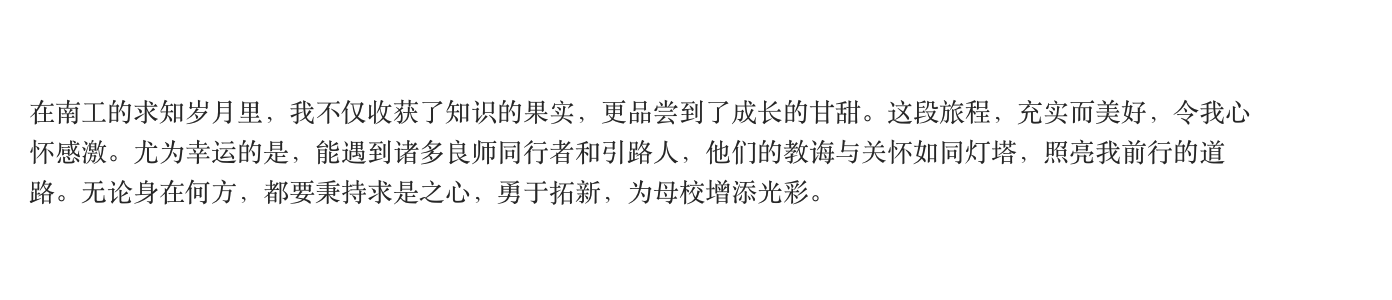 在南工的求知岁月里，我不仅收获了知识的果实，更品尝到了成长的甘甜。这段旅程，充实而美好，令我心
怀感激。尤为幸运的是，能遇到诸多良师同行者和引路人，他们的教诲与关怀如同灯塔，照亮我前行的道
路。无论身在何方，都要秉持求是之心，勇于拓新，为母校增添光彩。